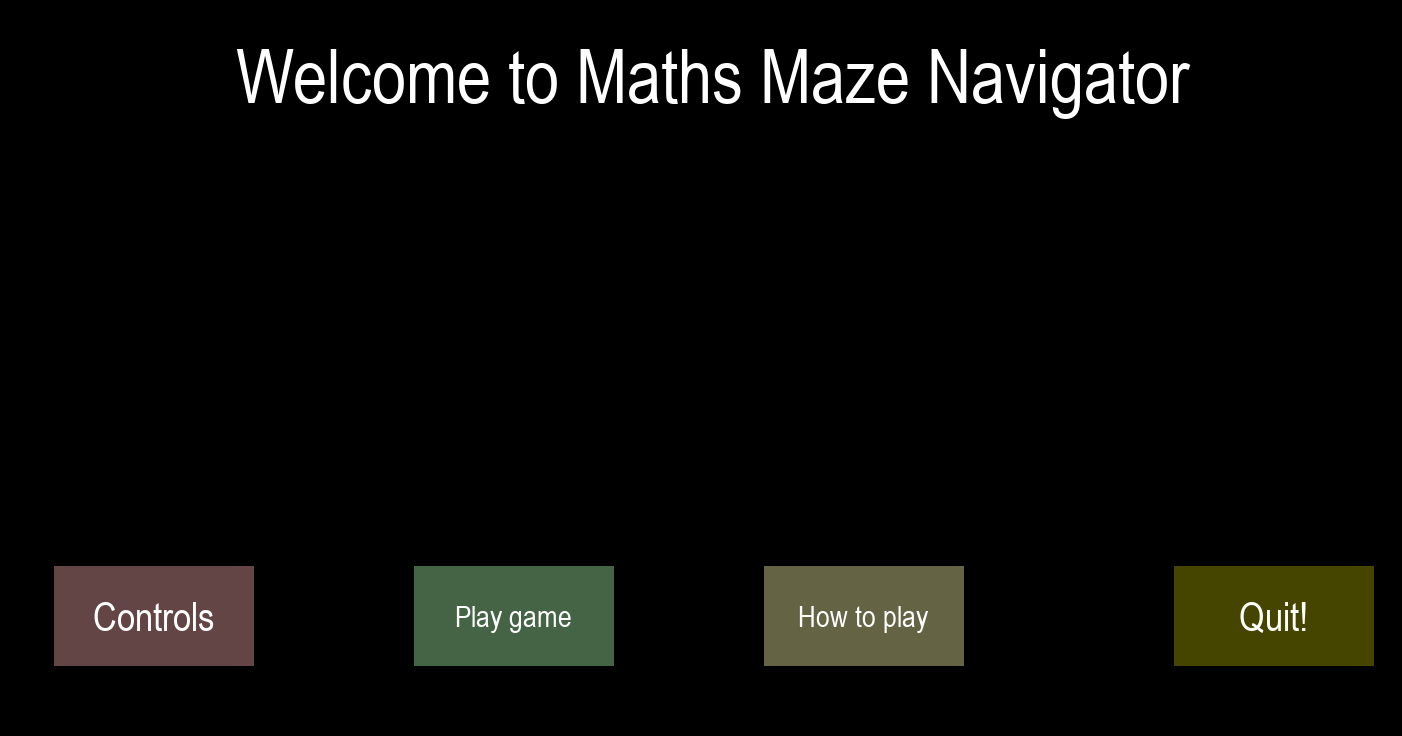 Welcome to Maths Maze Navigator
Controls
Play game
How to play
Quit!